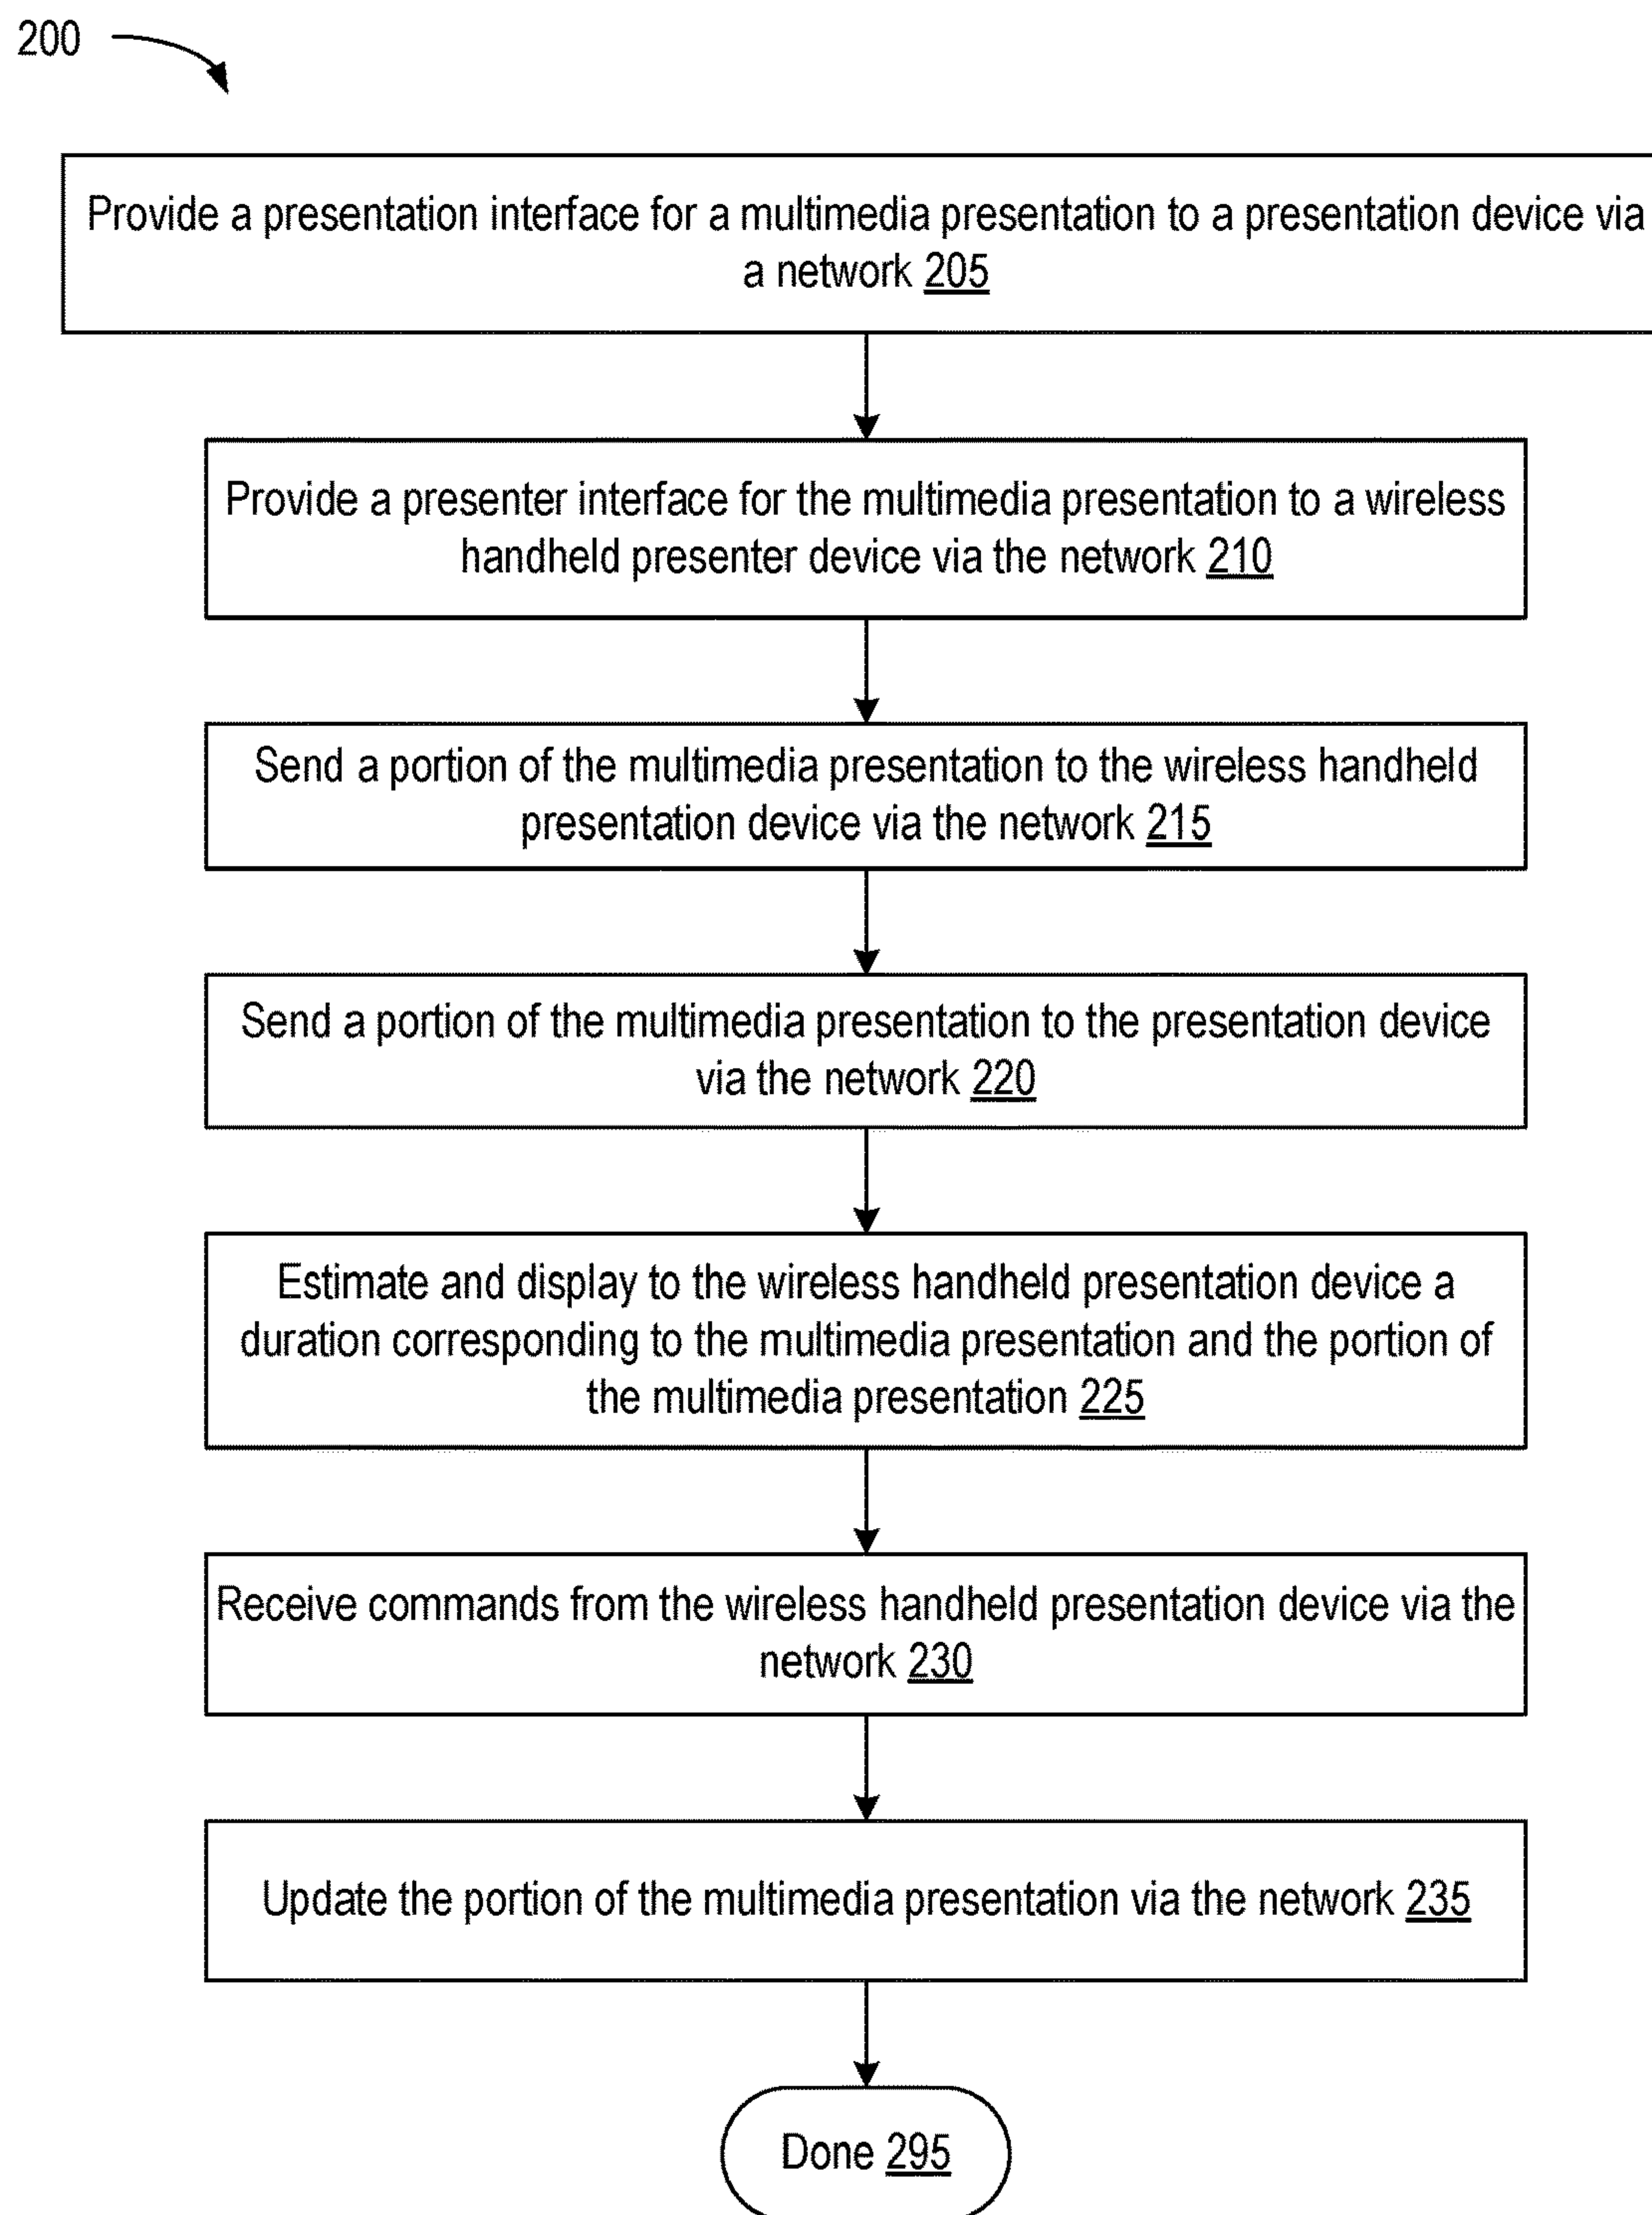 200
Provide a presentation interface for a multimedia presentation to a presentation device via
a network 205
Provide a presenter interface for the multimedia presentation to a wireless
handheld presenter device via the network 210
Send a portion of the multimedia presentation to the wireless handheld
presentation device via the network 215
Send a portion of the multimedia presentation to the presentation device
via the network 220
Estimate and display to the wireless handheld presentation device a
duration corresponding to the multimedia presentation and the portion of
the multimedia presentation 225
Receive commands from the wireless handheld presentation device via the
network 230
Update the portion of the multimedia presentation via the network 235
Done 295